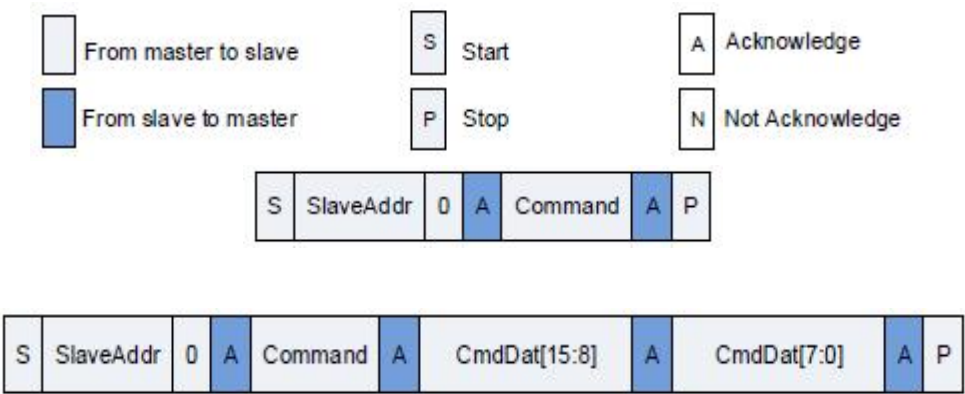 From master to slave S Start A Acknowledge
From slave to master P Stop N Not Acknowledge
S SlaveAddr 0 A Command A P
S SlaveAddr 0 A Command A CmdDat[15:8] A CmdDat[7:0] A P